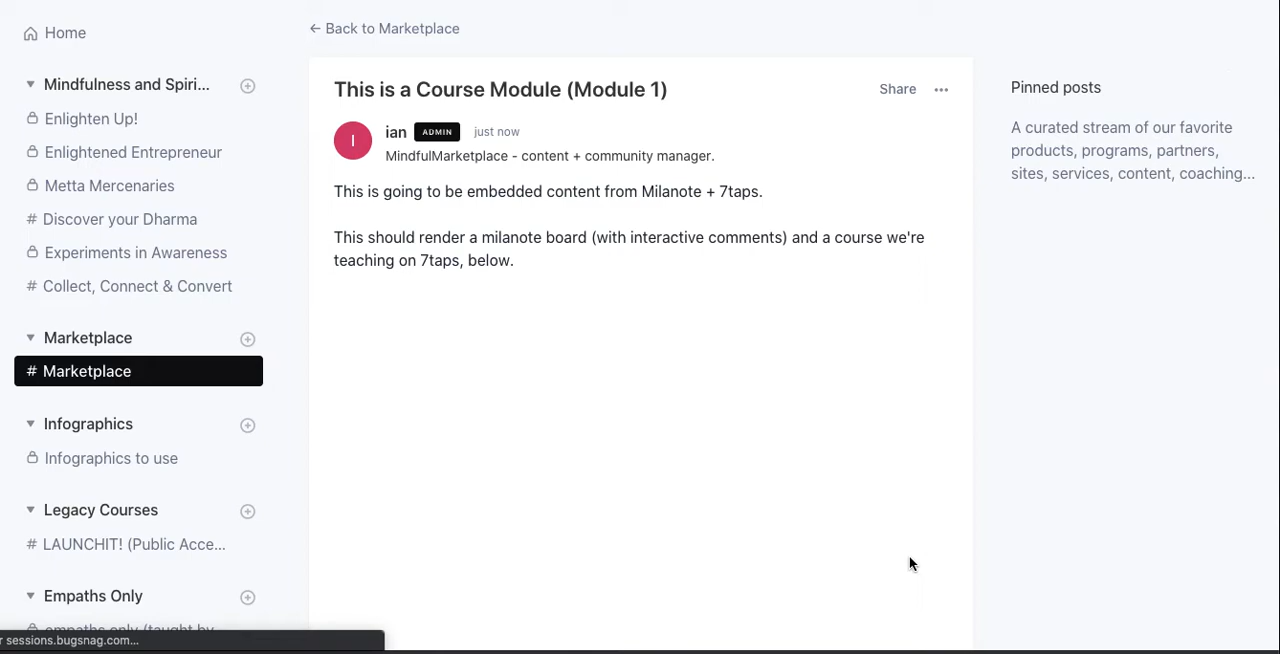 Home
Mindfulness and Spiri...
Enlighten Up!
Enlightened Entrepreneur
Metta Mercenaries
# Discover your Dharma
Experiments in Awareness
# Collect, Connect & Convert
Marketplace
# Marketplace
Infographics
Infographics to use
Legacy Courses
# LAUNCHIT! (Public Acce...
Empaths Only
empaths only (taught by
sessions.bugsnag.com...
← Back to Marketplace
This is a Course Module (Module 1)
Share ...
I
ian ADMIN just now
MindfulMarketplace - content + community manager.
This is going to be embedded content from Milanote + 7taps.
This should render a milanote board (with interactive comments) and a course we're
teaching on 7taps, below.
Pinned posts
A curated stream of our favorite
products, programs, partners,
sites, services, content, coaching...